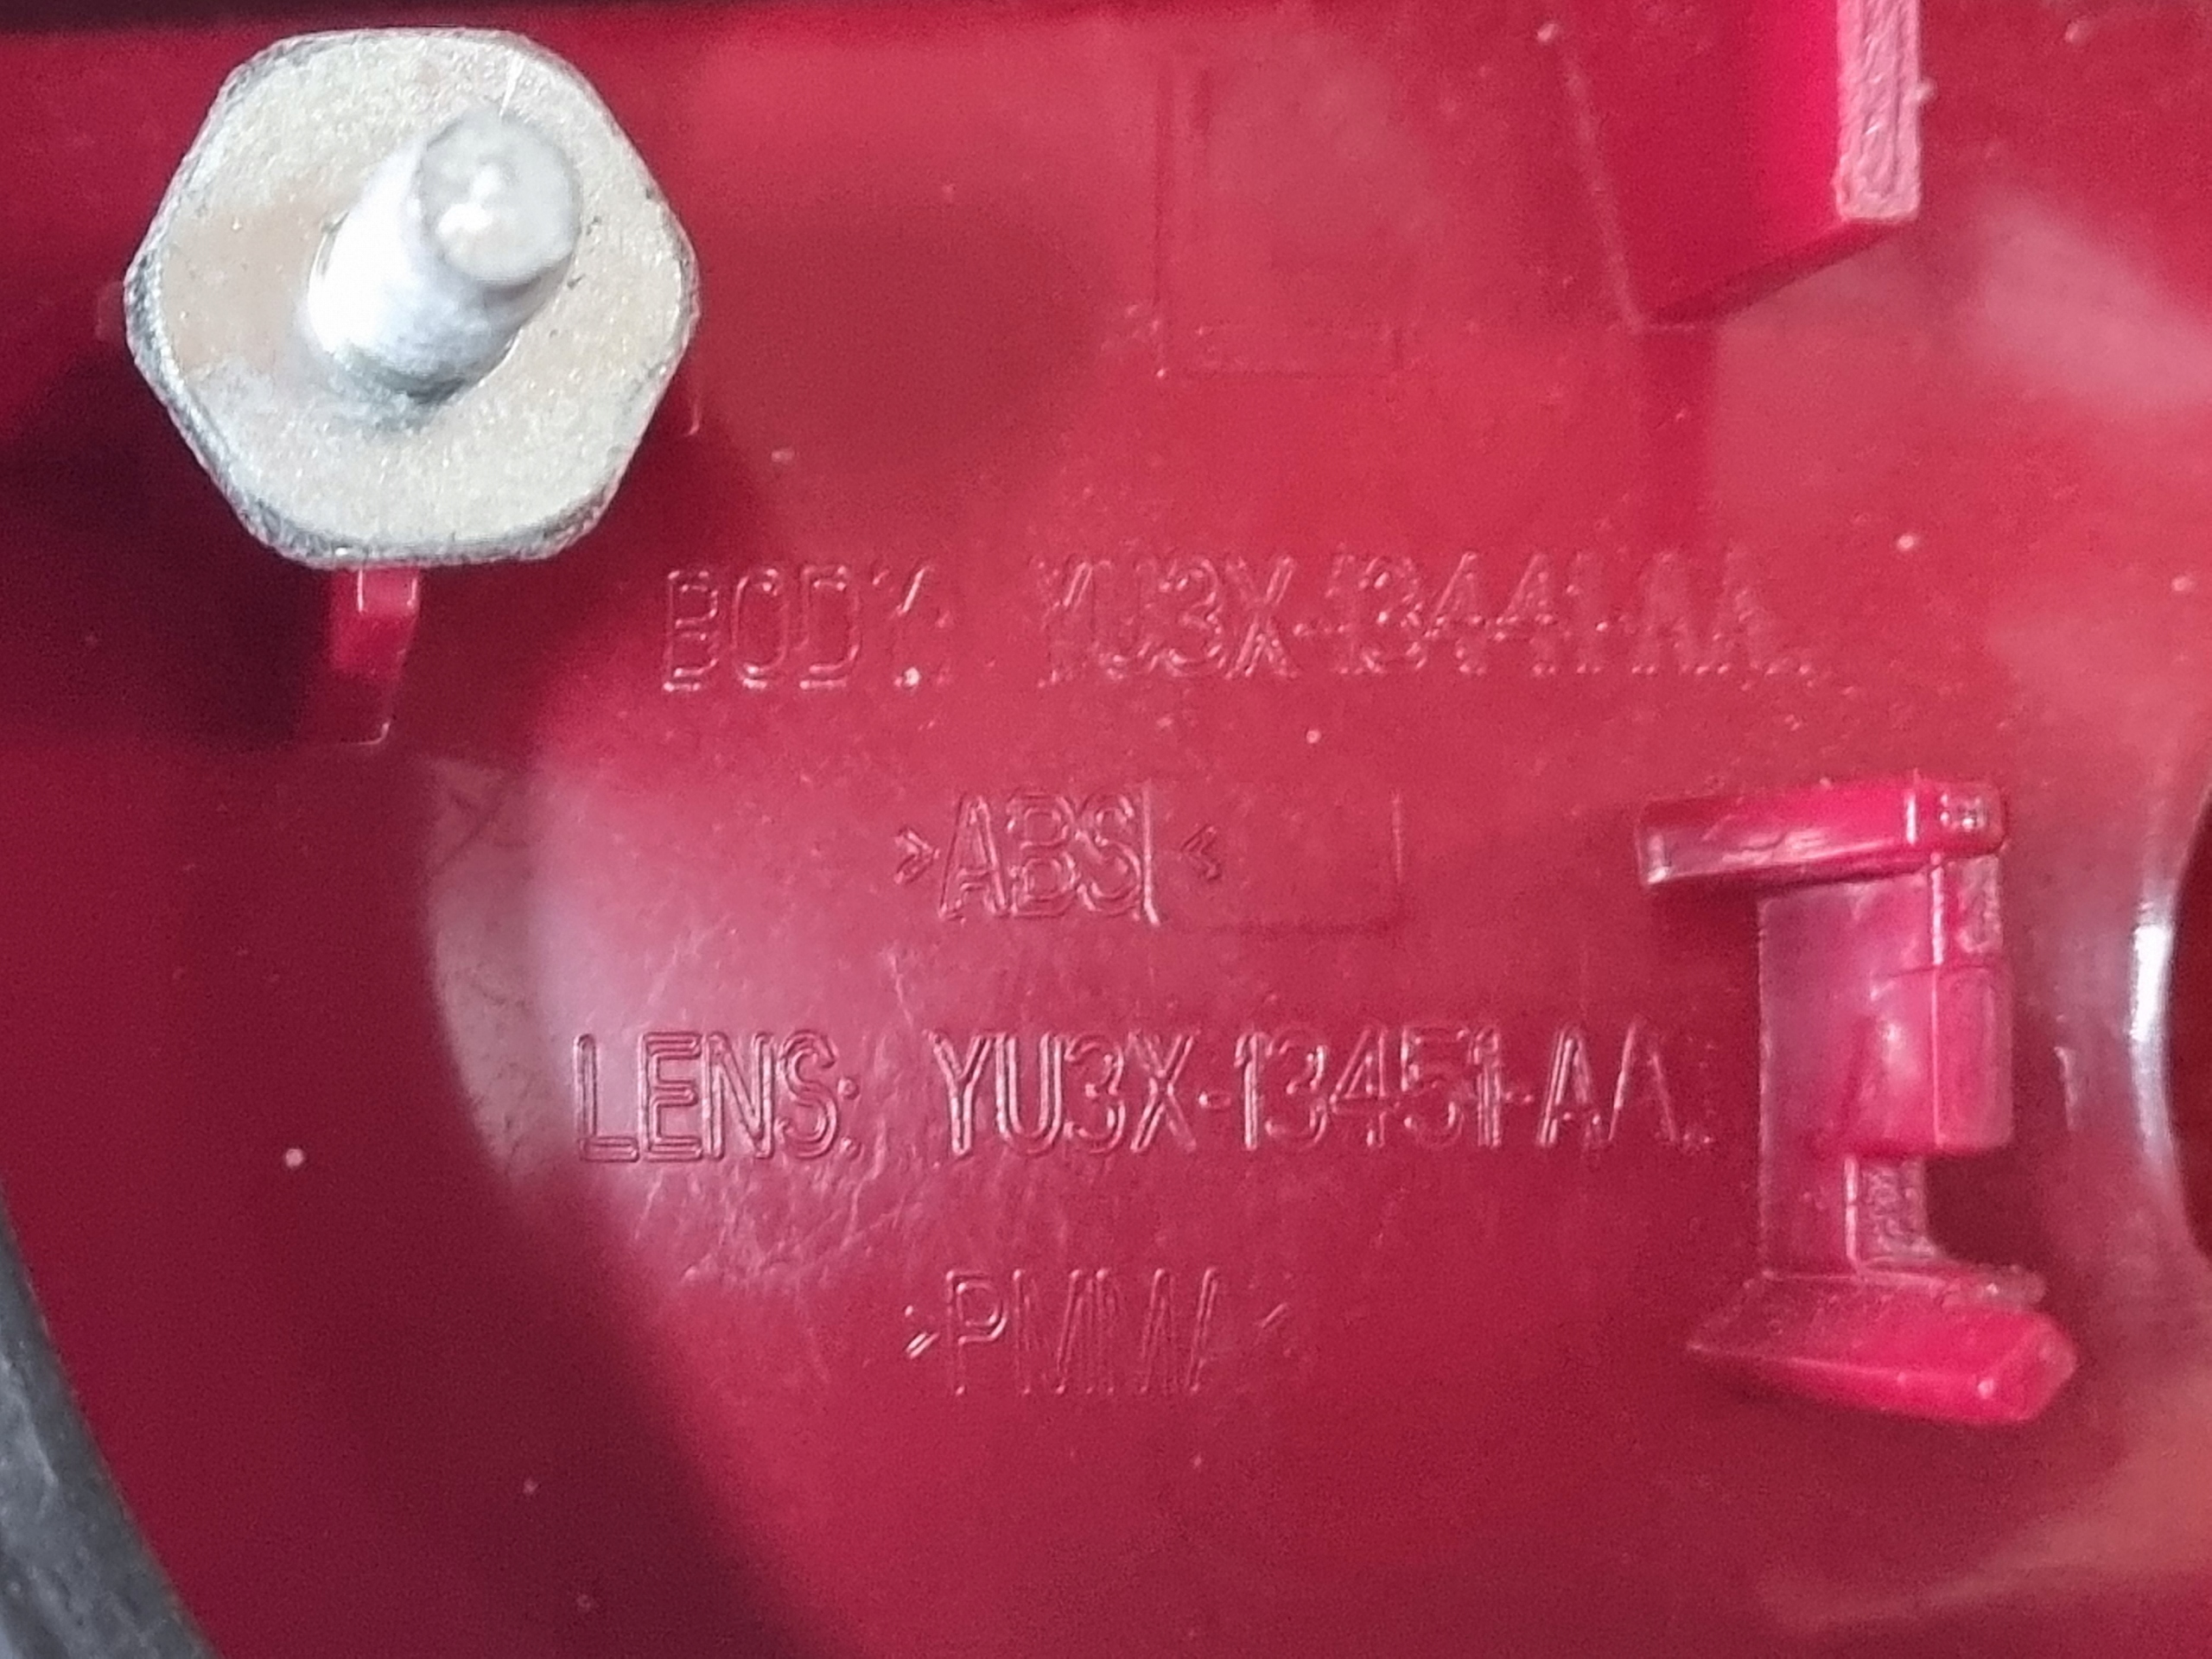 BODY: YU3X-13441-AA..
>ABS<
LENS: YU3X-13451-AA..
>PMMA<